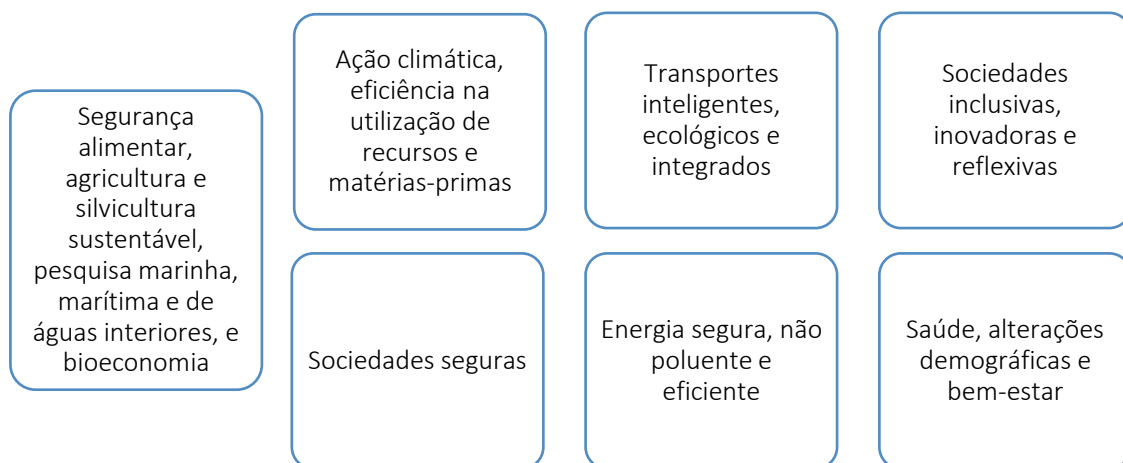 Segurança
alimentar,
agricultura e
silvicultura
sustentável,
pesquisa marinha,
marítima e de
águas interiores, e
bioeconomia
Ação climática,
eficiência na
utilização de
recursos e
matérias-primas
Transportes
inteligentes,
ecológicos e
integrados
Sociedades
inclusivas,
inovadoras e
reflexivas
Sociedades seguras
Energia segura, não
poluente e
eficiente
Saúde, alterações
demográficas e
bem-estar